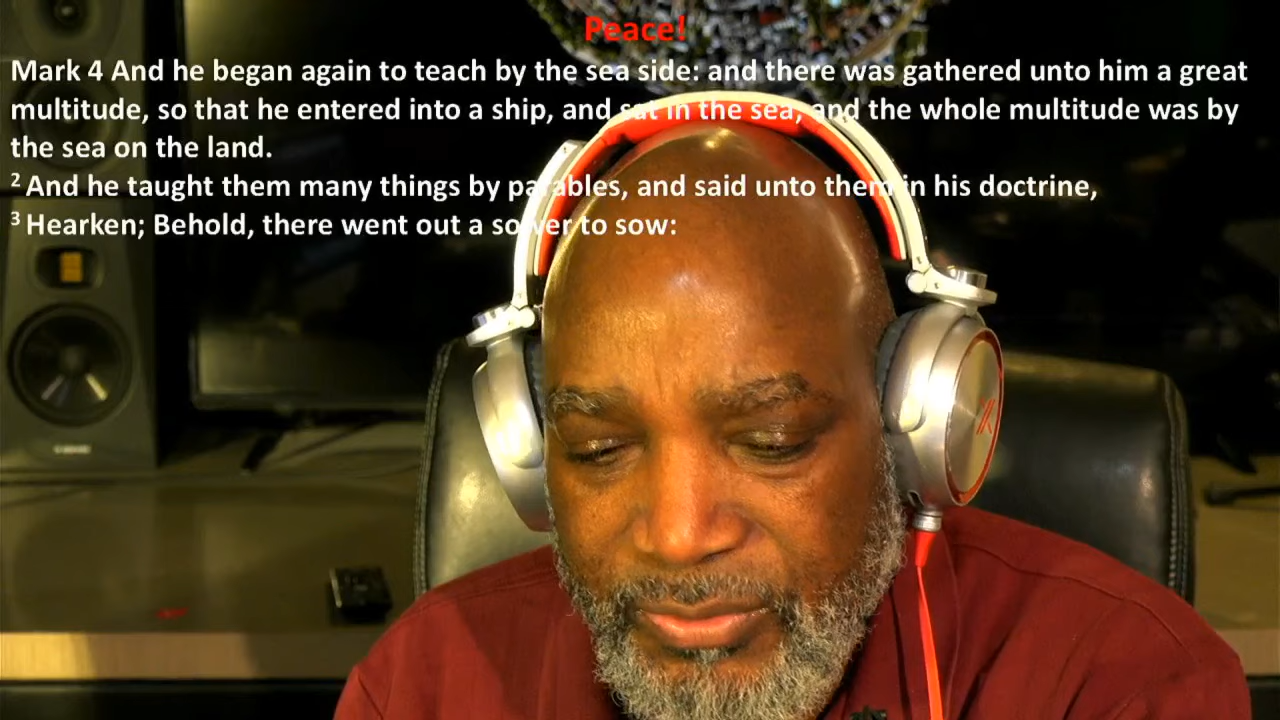 Peace!
Mark 4 And he began again to teach by the sea side: and there was gathered unto him a great
multitude, so that he entered into a ship, and sat in the sea; and the whole multitude was by
the sea on the land.
² And he taught them many things by parables, and said unto them in his doctrine,
³ Hearken; Behold, there went out a sower to sow: